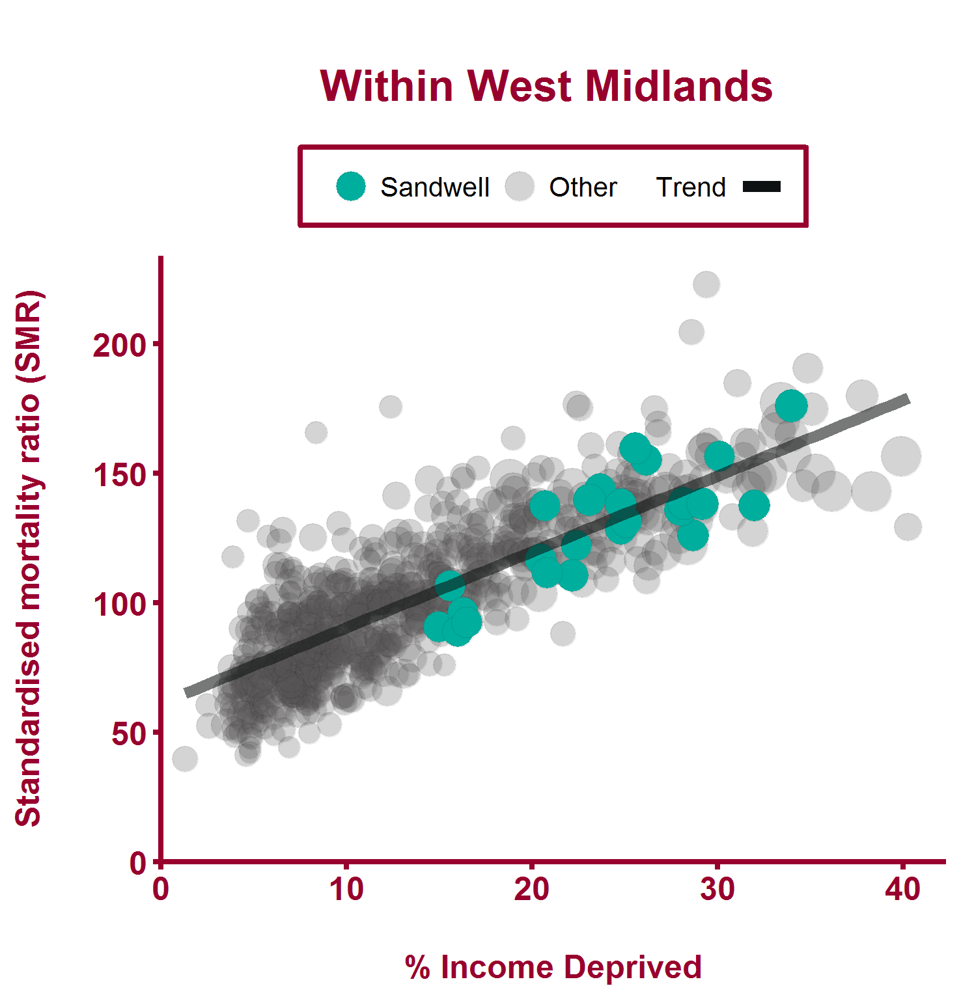 Within West Midlands
Sandwell Other Trend
Standardised mortality ratio (SMR)
200
150
100
50
0
0 10 20 30 40
% Income Deprived